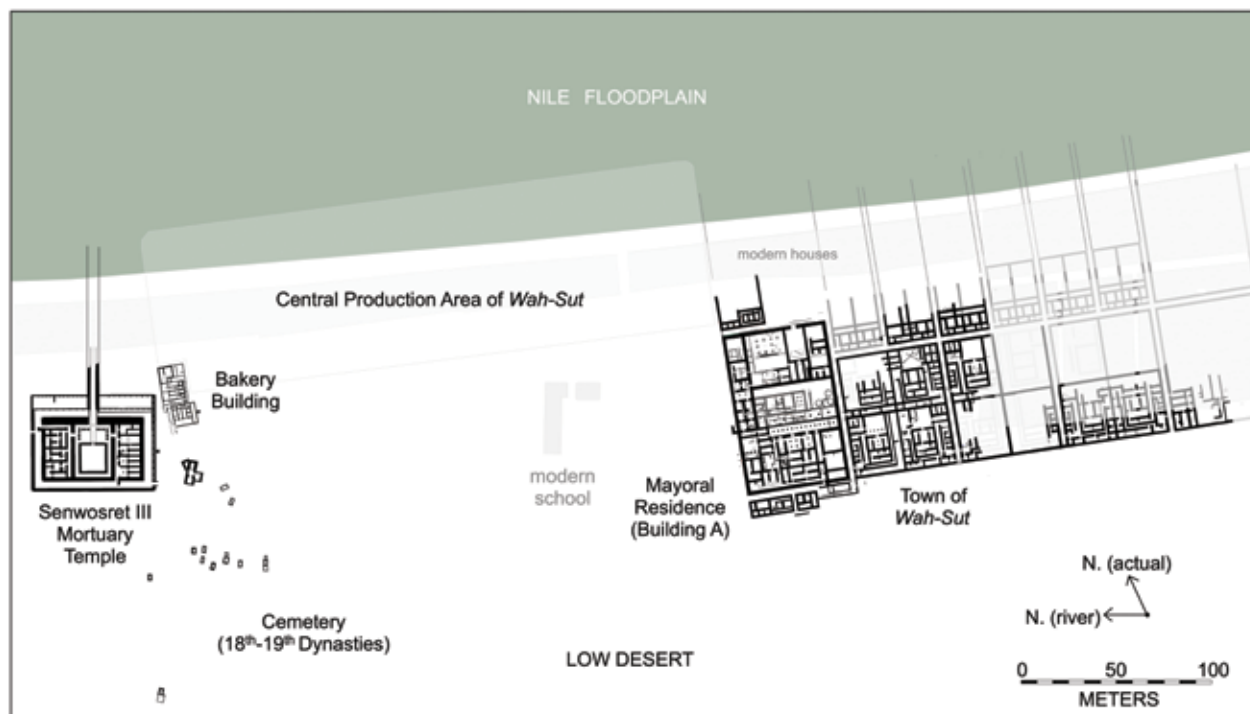 NILE FLOODPLAIN
modern houses
Central Production Area of Wah-Sut
Bakery
Building
modern
school
Senwosret III
Mortuary
Temple
Mayoral
Residence
(Building A)
Town of
Wah-Sut
Cemetery
(18th-19th Dynasties)
LOW DESERT
N. (actual)
N. (river)
0 50 100
METERS